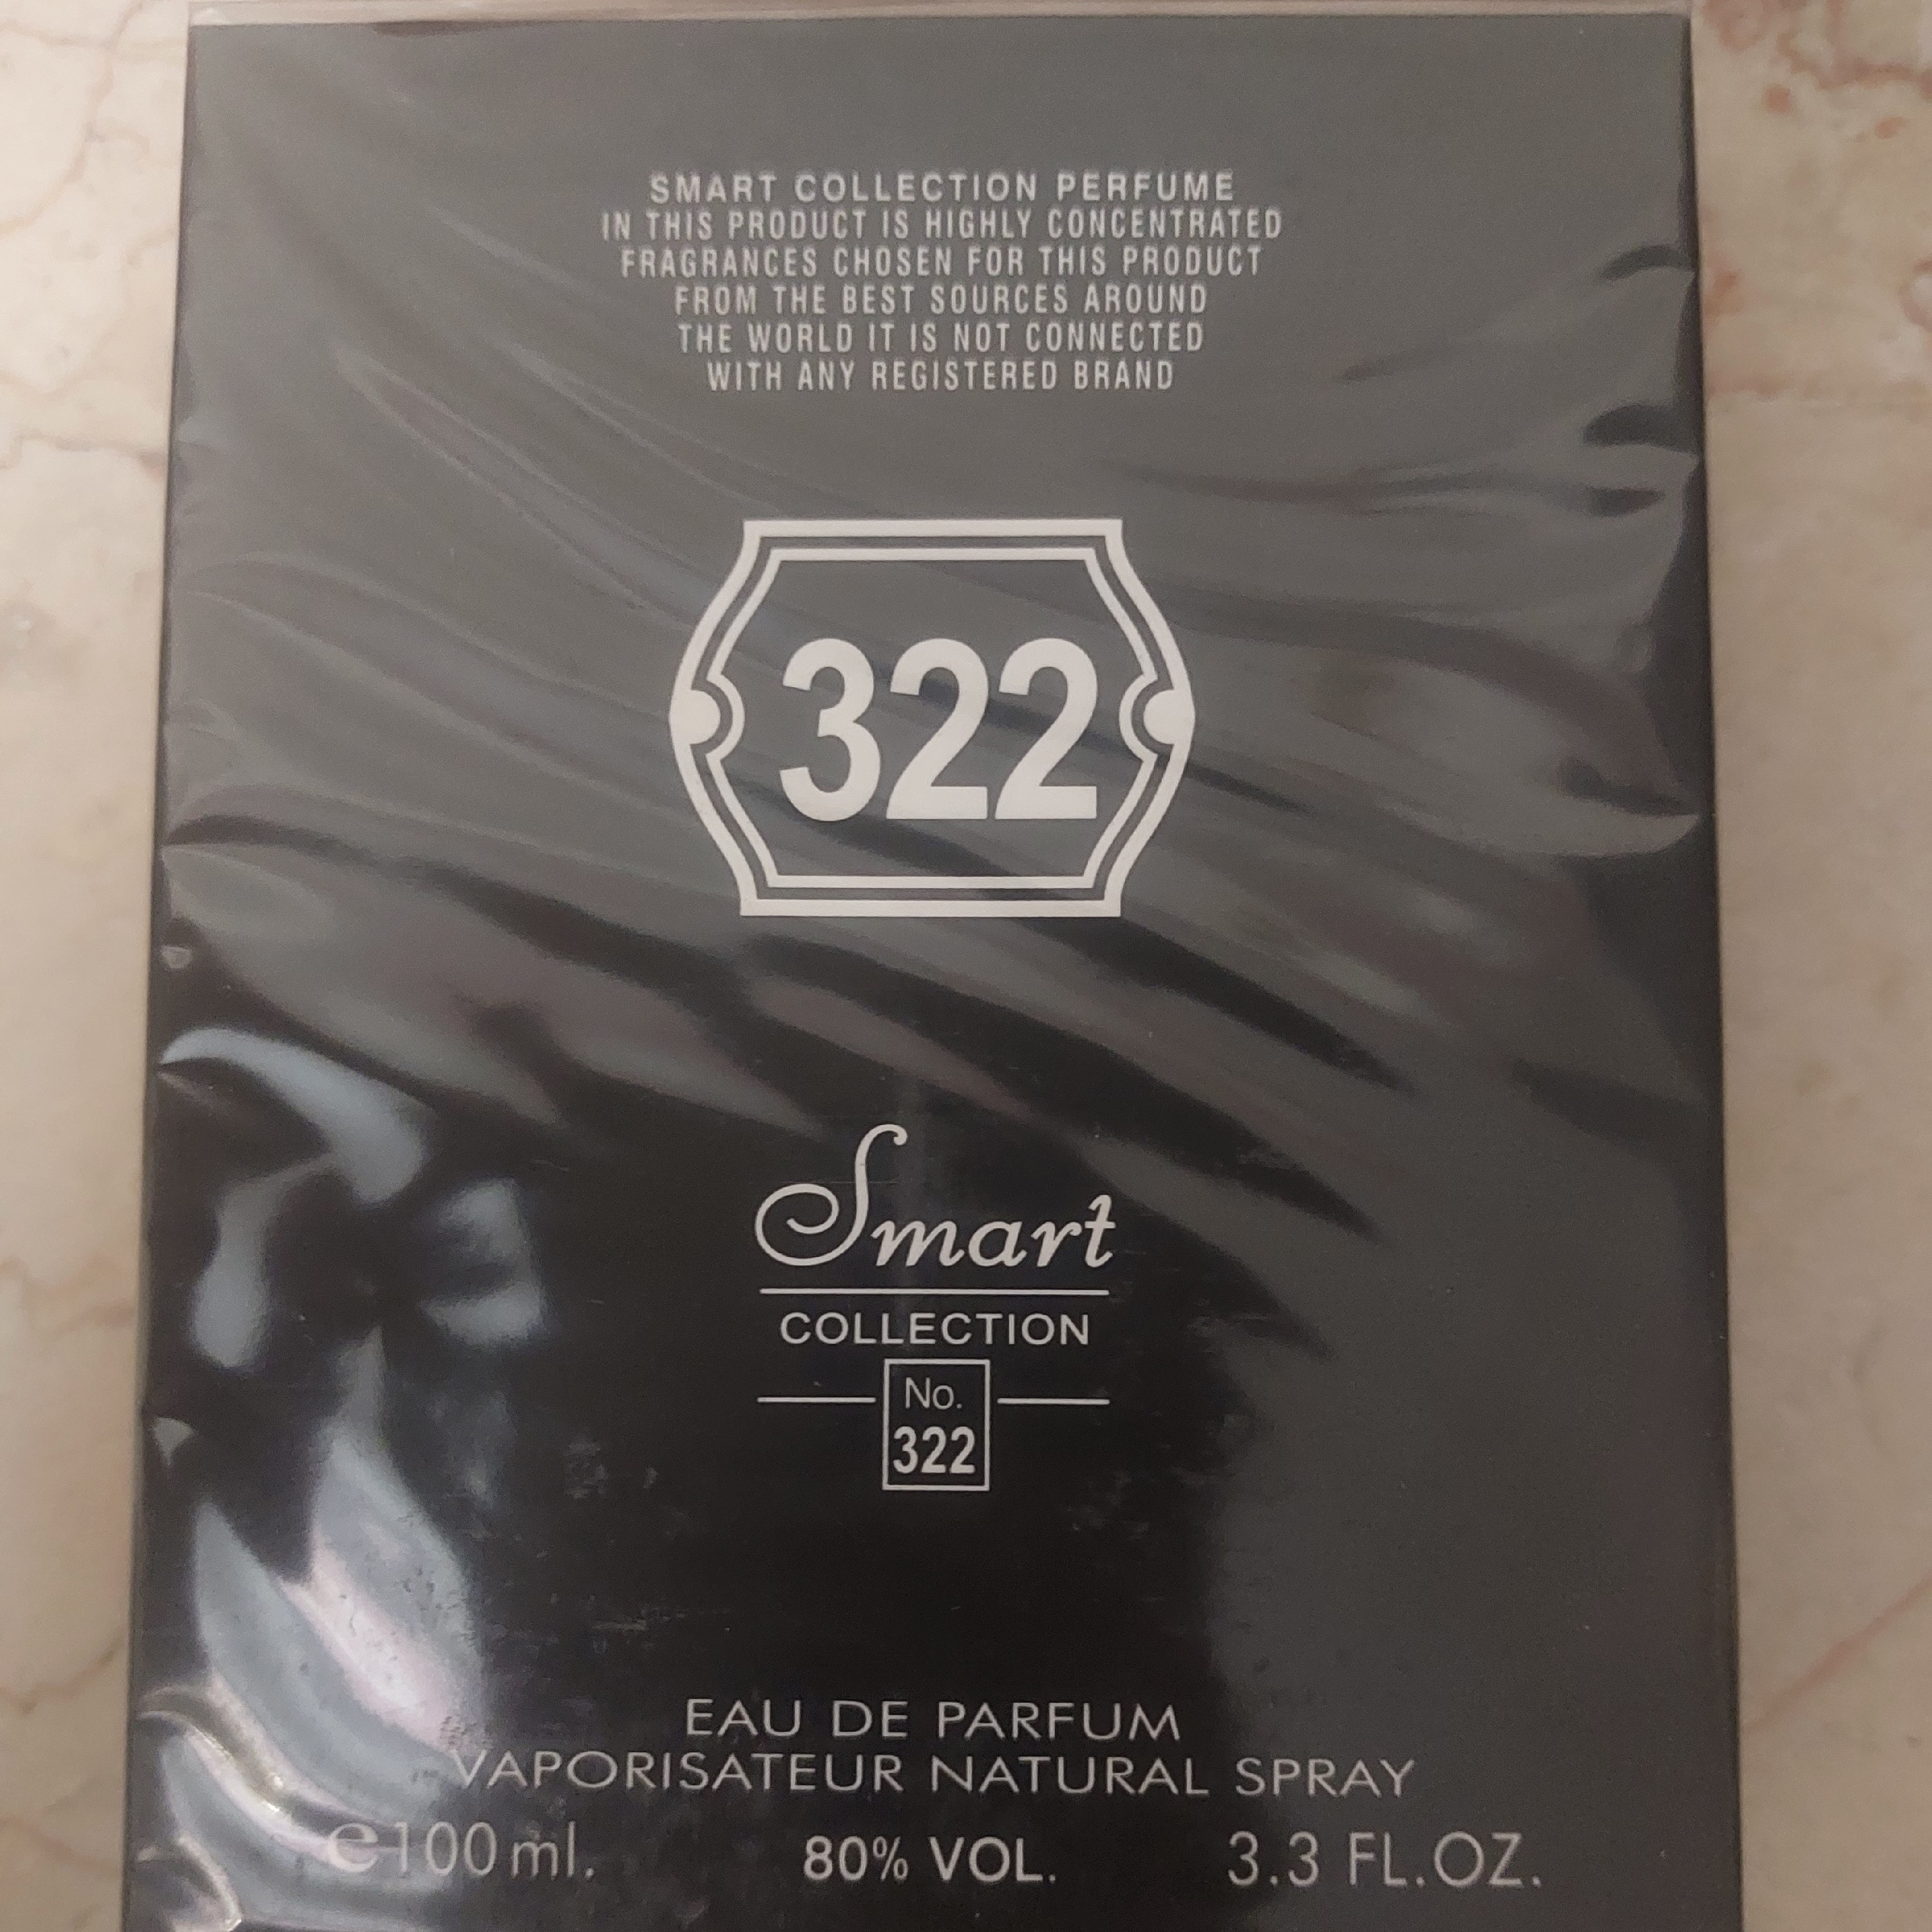 SMART COLLECTION PERFUME
IN THIS PRODUCT IS HIGHLY CONCENTRATED
FRAGRANCES CHOSEN FOR THIS PRODUCT
FROM THE BEST SOURCES AROUND
THE WORLD IT IS NOT CONNECTED
WITH ANY REGISTERED BRAND
322
Smart
COLLECTION
No.
322
EAU DE PARFUM
VAPORISATEUR NATURAL SPRAY
e100 ml. 80% VOL. 3.3 FL.OZ.